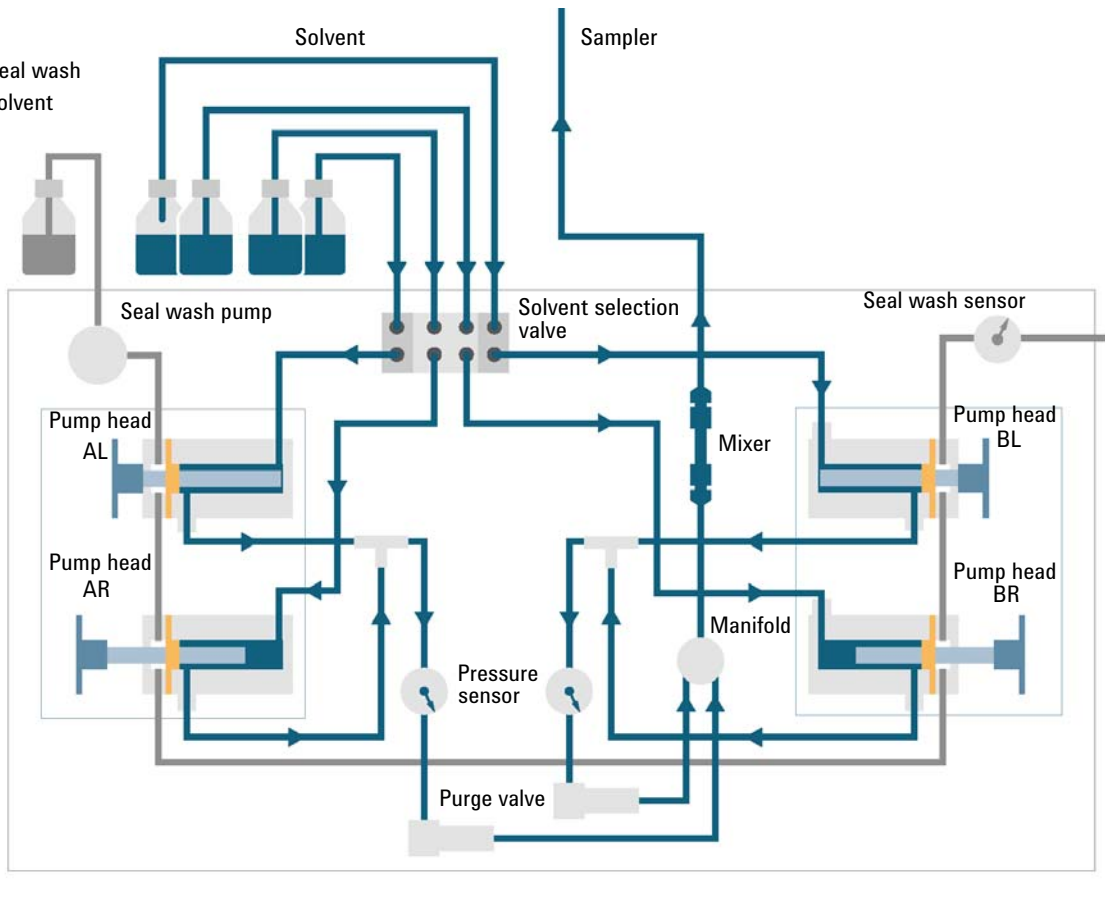 Solvent
Sampler
eal wash
olvent
Seal wash pump
Solvent selection
valve
Seal wash sensor
Pump head
AL
Mixer
Pump head
BL
Pump head
AR
Pump head
BR
Manifold
Pressure
sensor
Purge valve